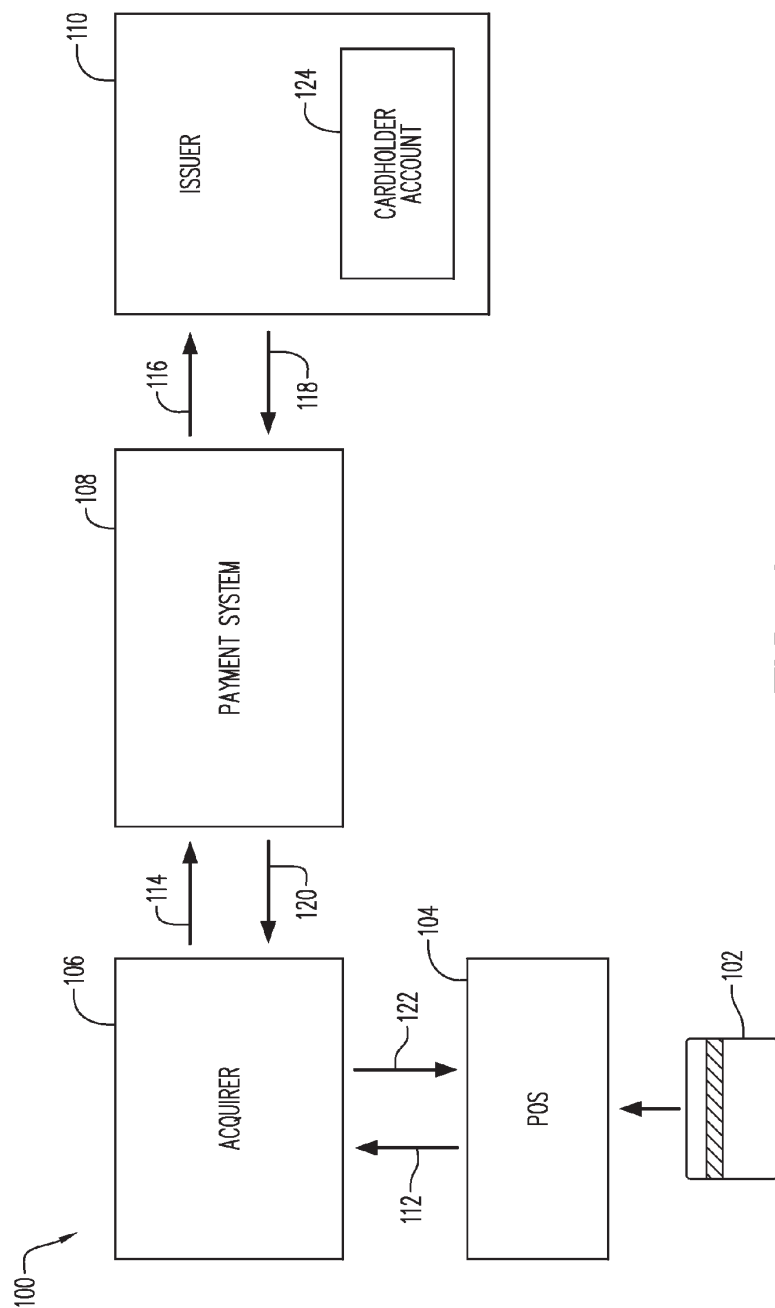 100
ACQUIRER
106
114
120
PAYMENT SYSTEM
108
116
118
ISSUER
110
CARDHOLDER
ACCOUNT
124
112
122
POS
104
102